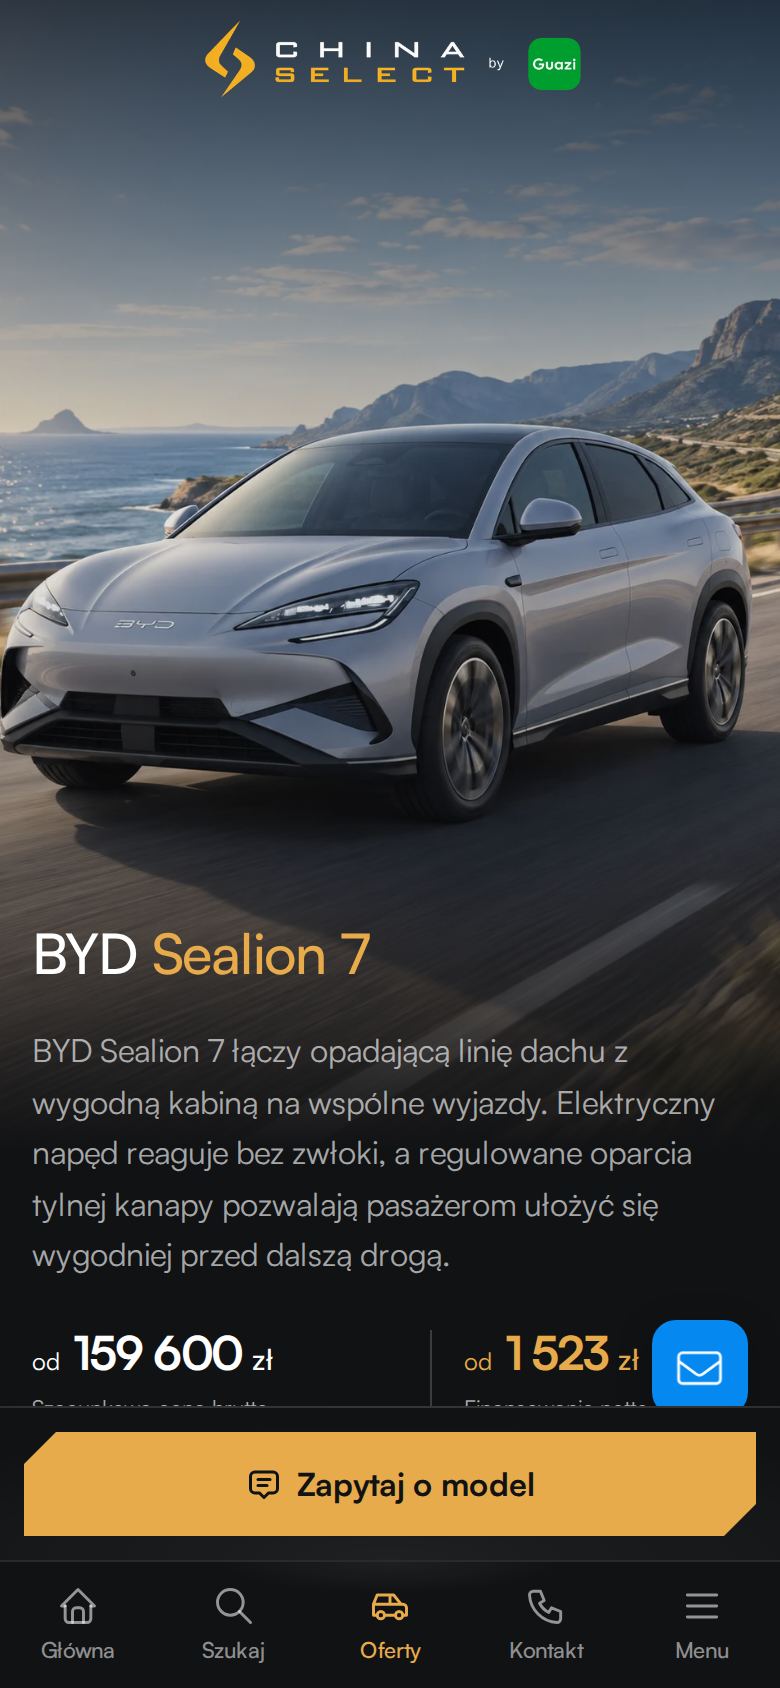 CHINA
SELECT
by
Guazi
BYD
BYD Sealion 7
BYD Sealion 7 łączy opadającą linię dachu z
wygodną kabiną na wspólne wyjazdy. Elektryczny
napęd reaguje bez zwłoki, a regulowane oparcia
tylnej kanapy pozwalają pasażerom ułożyć się
wygodniej przed dalszą drogą.
od 159 600 zł
od 1 523 zł
Zapytaj o model
Główna
Szukaj
Oferty
Kontakt
Menu